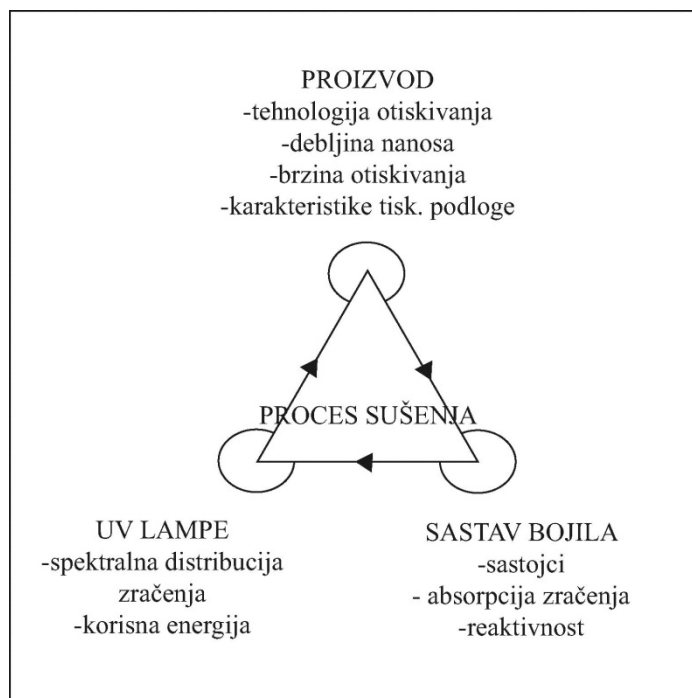 PROIZVOD
-tehnologija otiskivanja
-debljina nanosa
-brzina otiskivanja
-karakteristike tisk. podloge
PROCES SUŠENJA
UV LAMPE
-spektralna distribucija
zračenja
-korisna energija
SASTAV BOJILA
-sastojci
- absorpcija zračenja
-reaktivnost